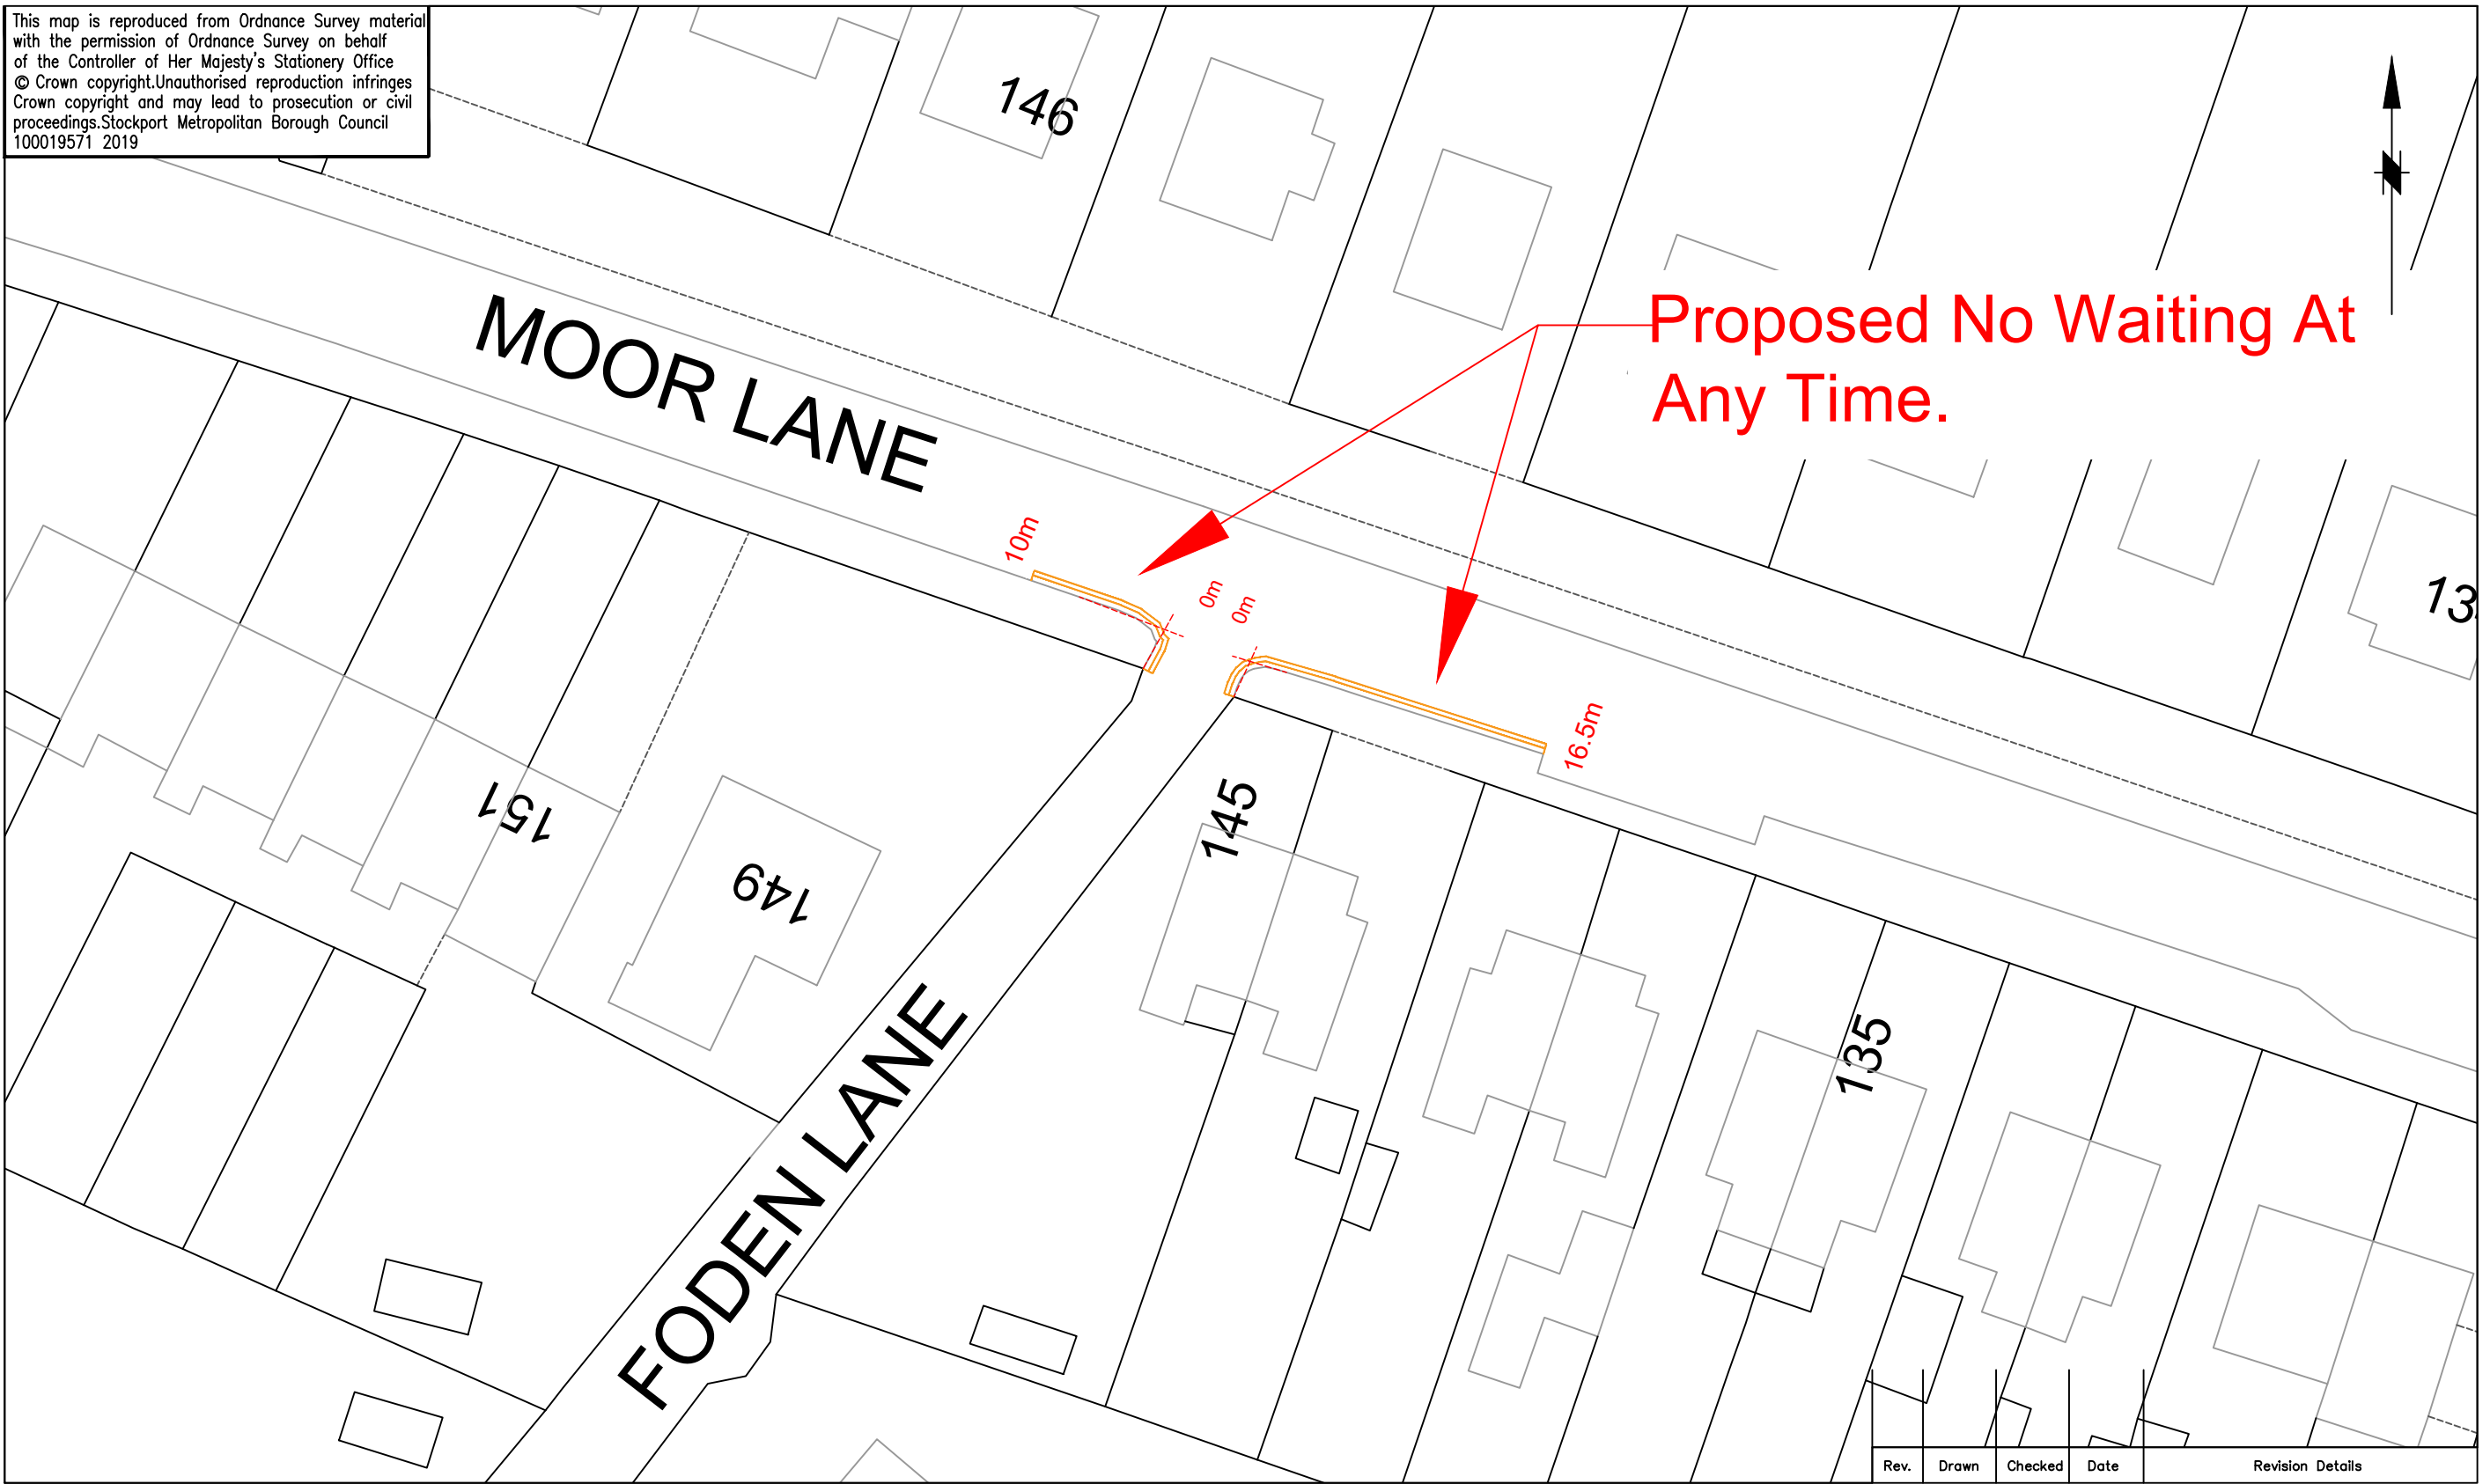 This map is reproduced from Ordnance Survey material
with the permission of Ordnance Survey on behalf
of the Controller of Her Majesty's Stationery Office
© Crown copyright.Unauthorised reproduction infringes
Crown copyright and may lead to prosecution or civil
proceedings.Stockport Metropolitan Borough Council
100019571 2019
146
N
MOOR LANE
Proposed No Waiting At
Any Time.
10m
0m
0m
16.5m
151
149
145
135
FODEN LANE
Rev. Drawn Checked Date Revision Details